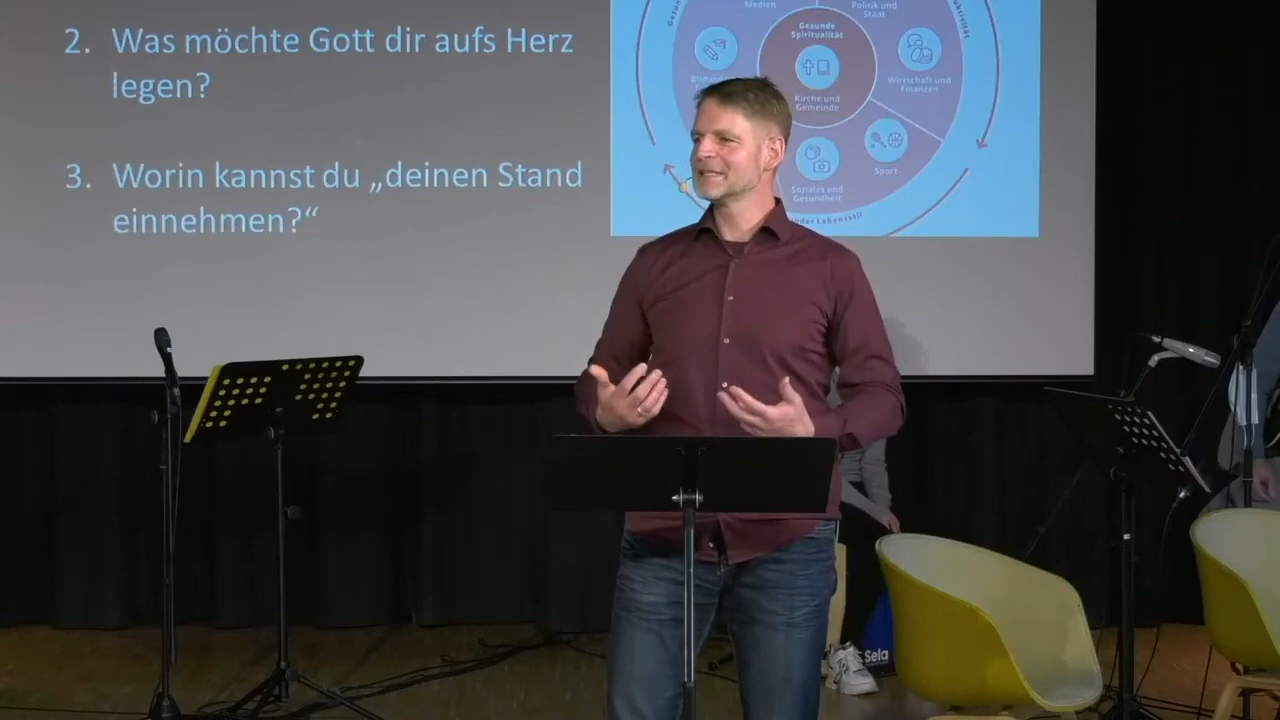 2. Was möchte Gott dir aufs Herz
legen?
3. Worin kannst du „deinen Stand
einnehmen?“
Medien
Politik und
Staat
Gesunde
Spiritualität
Kirche und
Gemeinde
Wirtschaft und
Finanzen
Sport
Soziales und
Gesundheit
Lebensstil
Sela